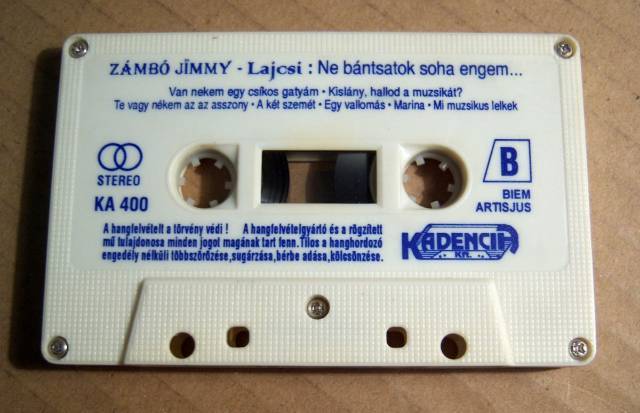 ZÁMBÓ JIMMY - Lajcsi : Ne bántsatok soha engem...
Van nekem egy csíkos gatyám • Kislány, hallod a muzsikát?
Te vagy nékem az az asszony • A két szemét • Egy vallomás • Marina • Mi muzsikus lelkek
STEREO
KA 400
B
BIEM
ARTISJUS
A hangfelvételt a törvény védi ! A hangfelvételgyártó és a rögzített
mű tulajdonosa minden jogot magának tart fenn. Tilos a hanghordozó
engedély nélküli többszörözése, sugárzása, bérbe adása, kölcsönzése.
KADENCIA
KFT.